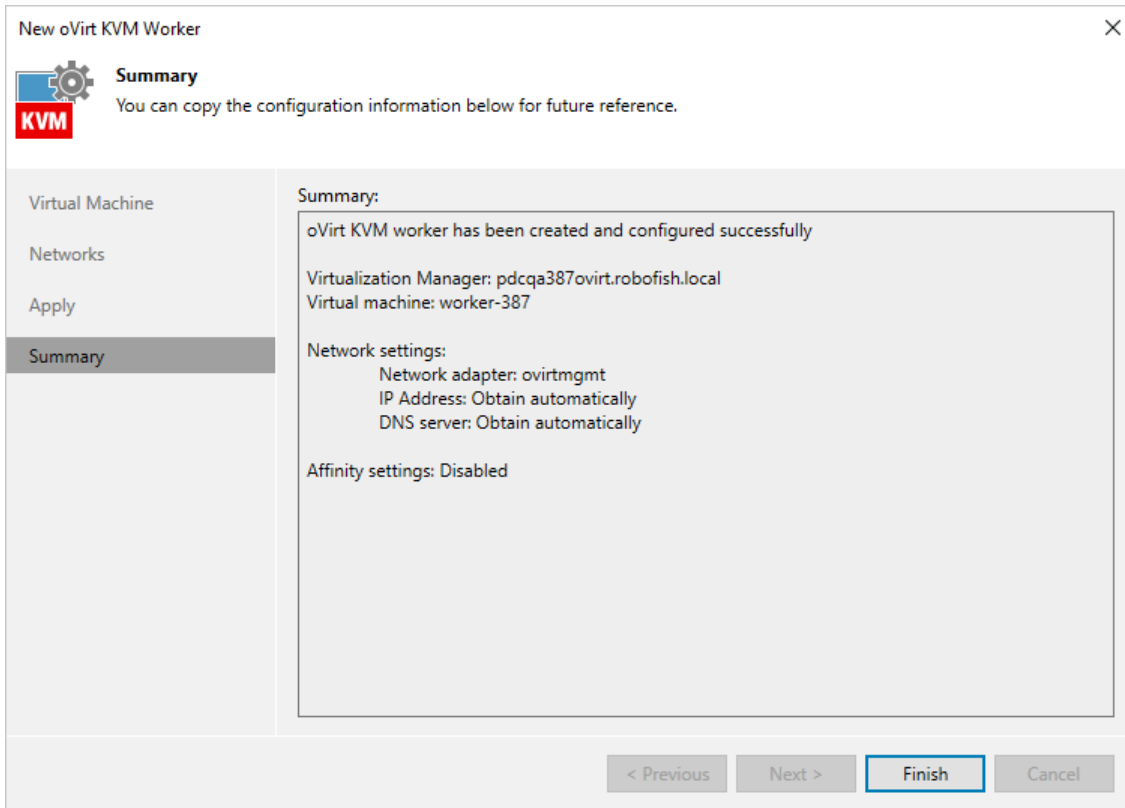 New oVirt KVM Worker
Summary
You can copy the configuration information below for future reference.
KVM
Virtual Machine
Networks
Apply
Summary
Summary:
oVirt KVM worker has been created and configured successfully
Virtualization Manager: pdcqa387ovirt.robofish.local
Virtual machine: worker-387
Network settings:
Network adapter: ovirtmgmt
IP Address: Obtain automatically
DNS server: Obtain automatically
Affinity settings: Disabled
< Previous
Next >
Finish
Cancel